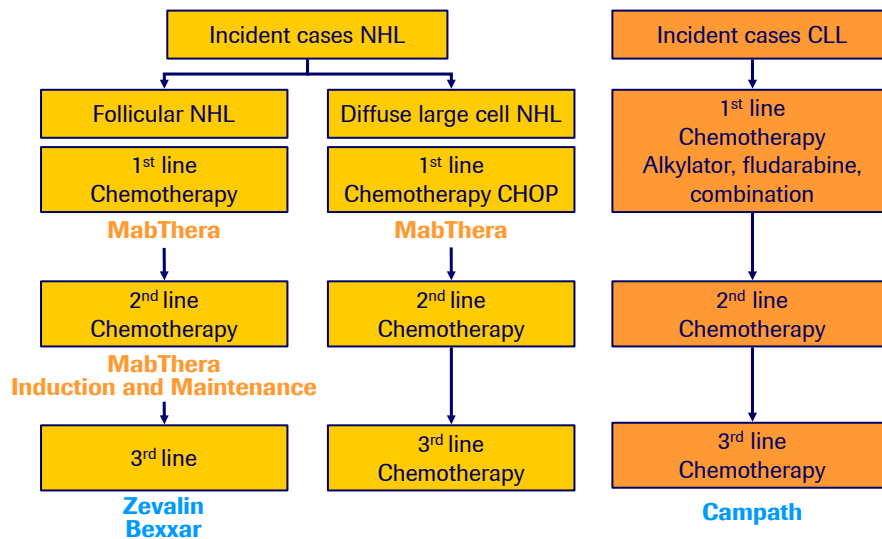 Incident cases NHL
Follicular NHL
1st line
Chemotherapy
MabThera
2nd line
Chemotherapy
MabThera
Induction and Maintenance
3rd line
Zevalin
Bexxar
Diffuse large cell NHL
1st line
Chemotherapy CHOP
MabThera
2nd line
Chemotherapy
3rd line
Chemotherapy
Incident cases CLL
1st line
Chemotherapy
Alkylator, fludarabine,
combination
2nd line
Chemotherapy
3rd line
Chemotherapy
Campath